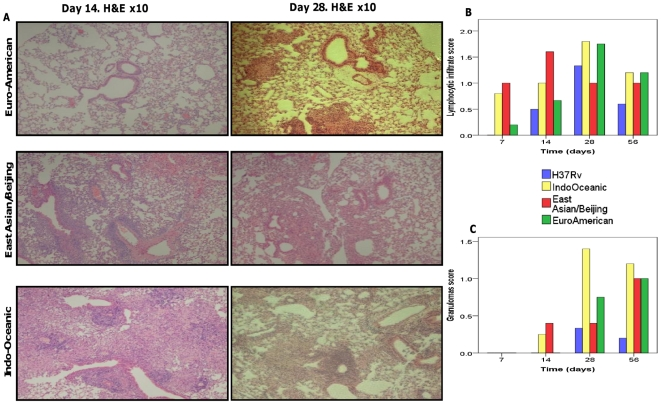 A
Day 14. H&E x10
Day 28. H&E x10
Euro-American
East Asian/Beijing
Indo-Oceanic
B
Lymphocytic infiltrate score
2.0
1.5
1.0
0.5
0.0
7
14
28
56
Time (days)
H37Rv
IndoOceanic
East
Asian/Beijing
EuroAmerican
C
Granulomas score
1.5
1.0
0.5
0.0
7
14
28
56
Time (days)